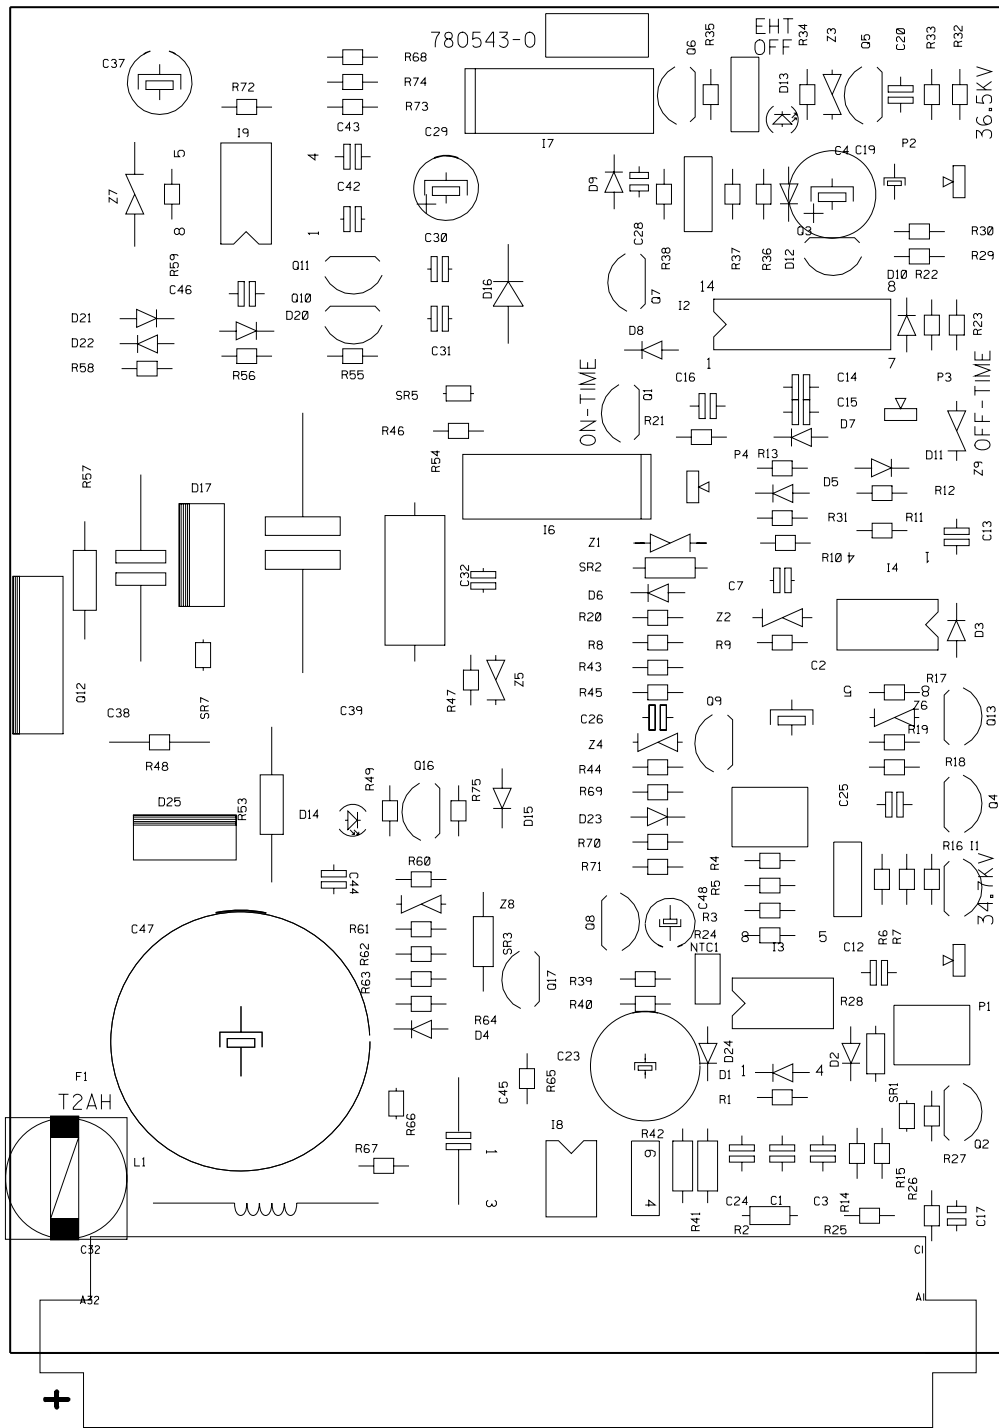 780543-0
EHT
OFF
R35
Q6
R34
Z3
Q5
C20
R33
R32
C37
R68
R74
R73
R72
D13
36.5KV
C43
C29
I9
I7
C4
C19
P2
5
4
Z7
C42
D9
8
1
R59
C46
Q11
C30
C28
R38
R37
R36
D12
Q3
D10
R22
R30
R29
D16
Q10
D20
Q7
I2
14
8
D21
D22
R58
R56
R55
C31
D8
1
7
R23
SR5
ON-TIME
C16
C14
C15
D7
P3
OFF-TIME
Q1
R21
R46
R54
R57
D17
P4
R13
D11
Z9
D5
R12
I6
R31
R11
C13
Z1
R10
4
1
SR2
I4
C32
C7
D6
R20
Z2
D3
R8
R9
R43
C2
R47
Z5
R45
5
8
R17
Q12
SR7
C38
C39
C26
Q9
Z6
R19
Q13
Z4
R48
R44
R18
R49
Q16
R75
D25
R53
D14
D15
R69
C25
Q4
D23
R70
R4
R16
I1
R71
R5
34.7KV
R60
C44
Z8
C48
R3
C47
R61
Q8
R24
8
I3
5
R6
R7
R62
SR3
NTC1
C12
R63
Q17
R39
R40
R28
P1
R64
D4
C23
D24
D2
F1
D1
1
4
T2AH
C45
R65
R1
SR1
R66
I8
R42
R67
1
6
Q2
L1
R27
R15
R26
3
4
C24
C1
C3
R14
R41
R2
R25
C17
C32
C1
A32
A1
+